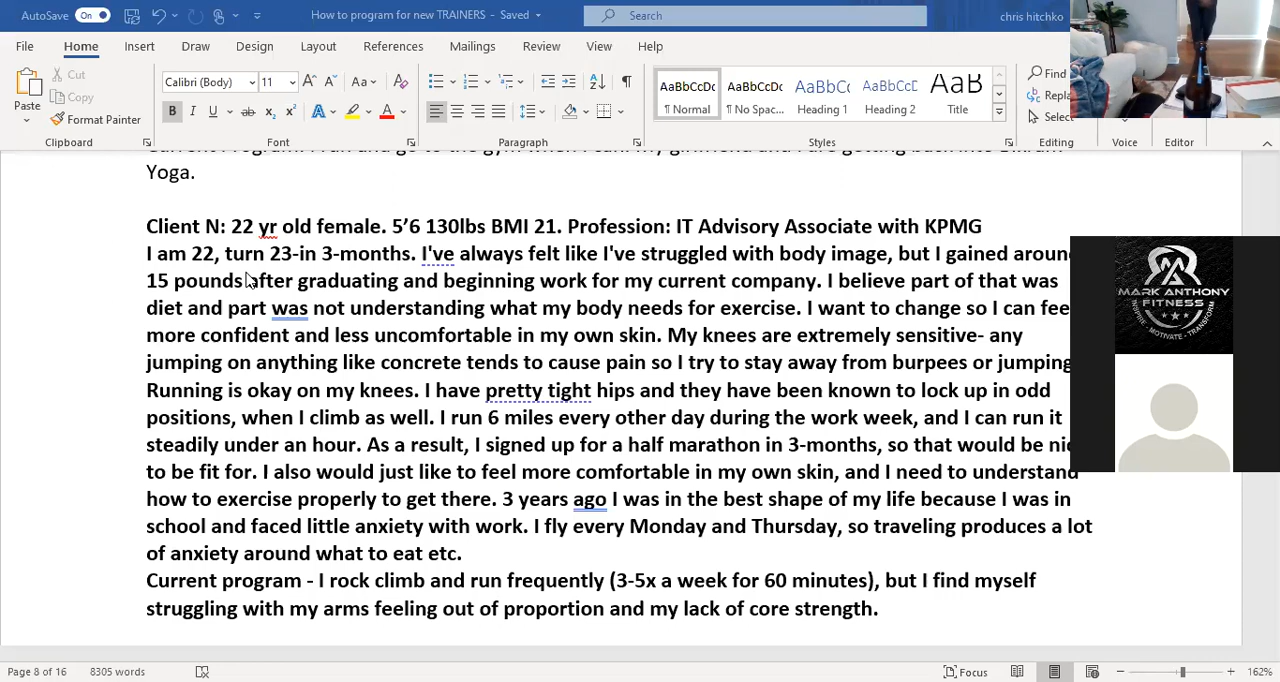 AutoSave On How to program for new TRAINERS - Saved Search chris hitchko
File Home Insert Draw Design Layout References Mailings Review View Help
Cut
Copy
Paste Format Painter
Calibri (Body) 11 Aa
AaBbCcDc AaBbCcDc AaBbCc AaBbCcD AaB
Normal No Spac... Heading 1 Heading 2 Title
Find
Select
Clipboard Font Paragraph Styles Editing Voice Editor
Yoga.
Client N: 22 yr old female. 5’6 130lbs BMI 21. Profession: IT Advisory Associate with KPMG
I am 22, turn 23-in 3-months. I've always felt like I've struggled with body image, but I gained aroun
15 pounds after graduating and beginning work for my current company. I believe part of that was
diet and part was not understanding what my body needs for exercise. I want to change so I can fee
more confident and less uncomfortable in my own skin. My knees are extremely sensitive- any
jumping on anything like concrete tends to cause pain so I try to stay away from burpees or jumping
Running is okay on my knees. I have pretty tight hips and they have been known to lock up in odd
positions, when I climb as well. I run 6 miles every other day during the work week, and I can run it
steadily under an hour. As a result, I signed up for a half marathon in 3-months, so that would be ni
to be fit for. I also would just like to feel more comfortable in my own skin, and I need to understand
how to exercise properly to get there. 3 years ago I was in the best shape of my life because I was in
school and faced little anxiety with work. I fly every Monday and Thursday, so traveling produces a lot
of anxiety around what to eat etc.
Current program - I rock climb and run frequently (3-5x a week for 60 minutes), but I find myself
struggling with my arms feeling out of proportion and my lack of core strength.
MARK ANTHONY
FITNESS
INSPIRE - MOTIVATE - TRANSFORM
Page 8 of 16 8305 words Focus 162%